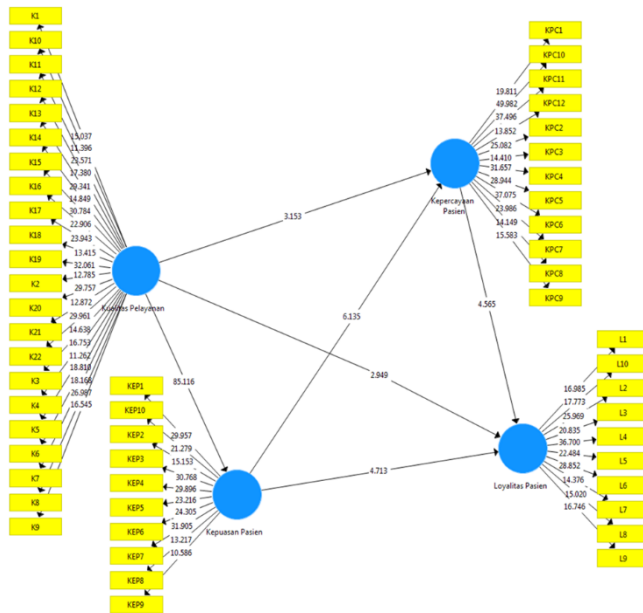 K1
K10
K11
K12
K13
K14
K15
K16
K17
K18
K19
K2
K20
K21
K22
K3
K4
K5
K6
K7
K8
K9
15.037
11.396
23.571
17.380
29.341
14.849
30.784
22.906
23.943
13.415
32.061
12.785
29.757
12.872
29.961
14.638
16.753
11.262
18.810
18.168
26.987
16.545
Kualitas Pelayanan
3.153
6.135
2.949
85.116
4.713
4.565
KEP1
KEP10
KEP2
KEP3
KEP4
KEP5
KEP6
KEP7
KEP8
KEP9
29.957
21.279
15.153
30.768
29.896
23.216
24.305
31.905
13.217
10.586
Kepuasan Pasien
KPC1
KPC10
KPC11
KPC12
KPC2
KPC3
KPC4
KPC5
KPC6
KPC7
KPC8
KPC9
19.811
49.982
37.496
13.852
25.082
14.410
31.657
28.944
37.075
23.986
14.149
15.583
Kepercayaan
Pasien
L1
L10
L2
L3
L4
L5
L6
L7
L8
L9
16.985
17.773
25.969
20.835
36.700
22.484
28.852
14.376
15.020
16.746
Loyalitas Pasien